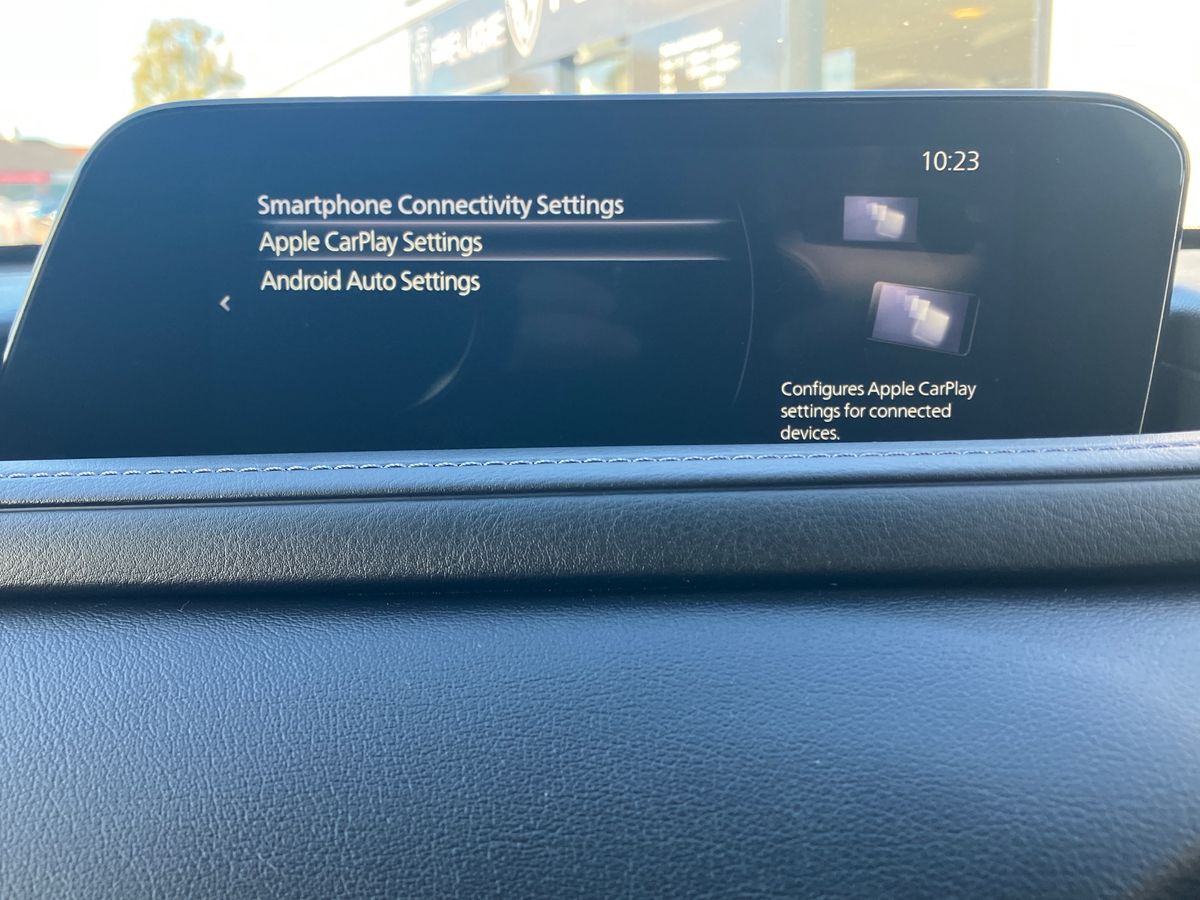 10:23
Smartphone Connectivity Settings
Apple CarPlay Settings
Android Auto Settings
Configures Apple CarPlay
settings for connected
devices.